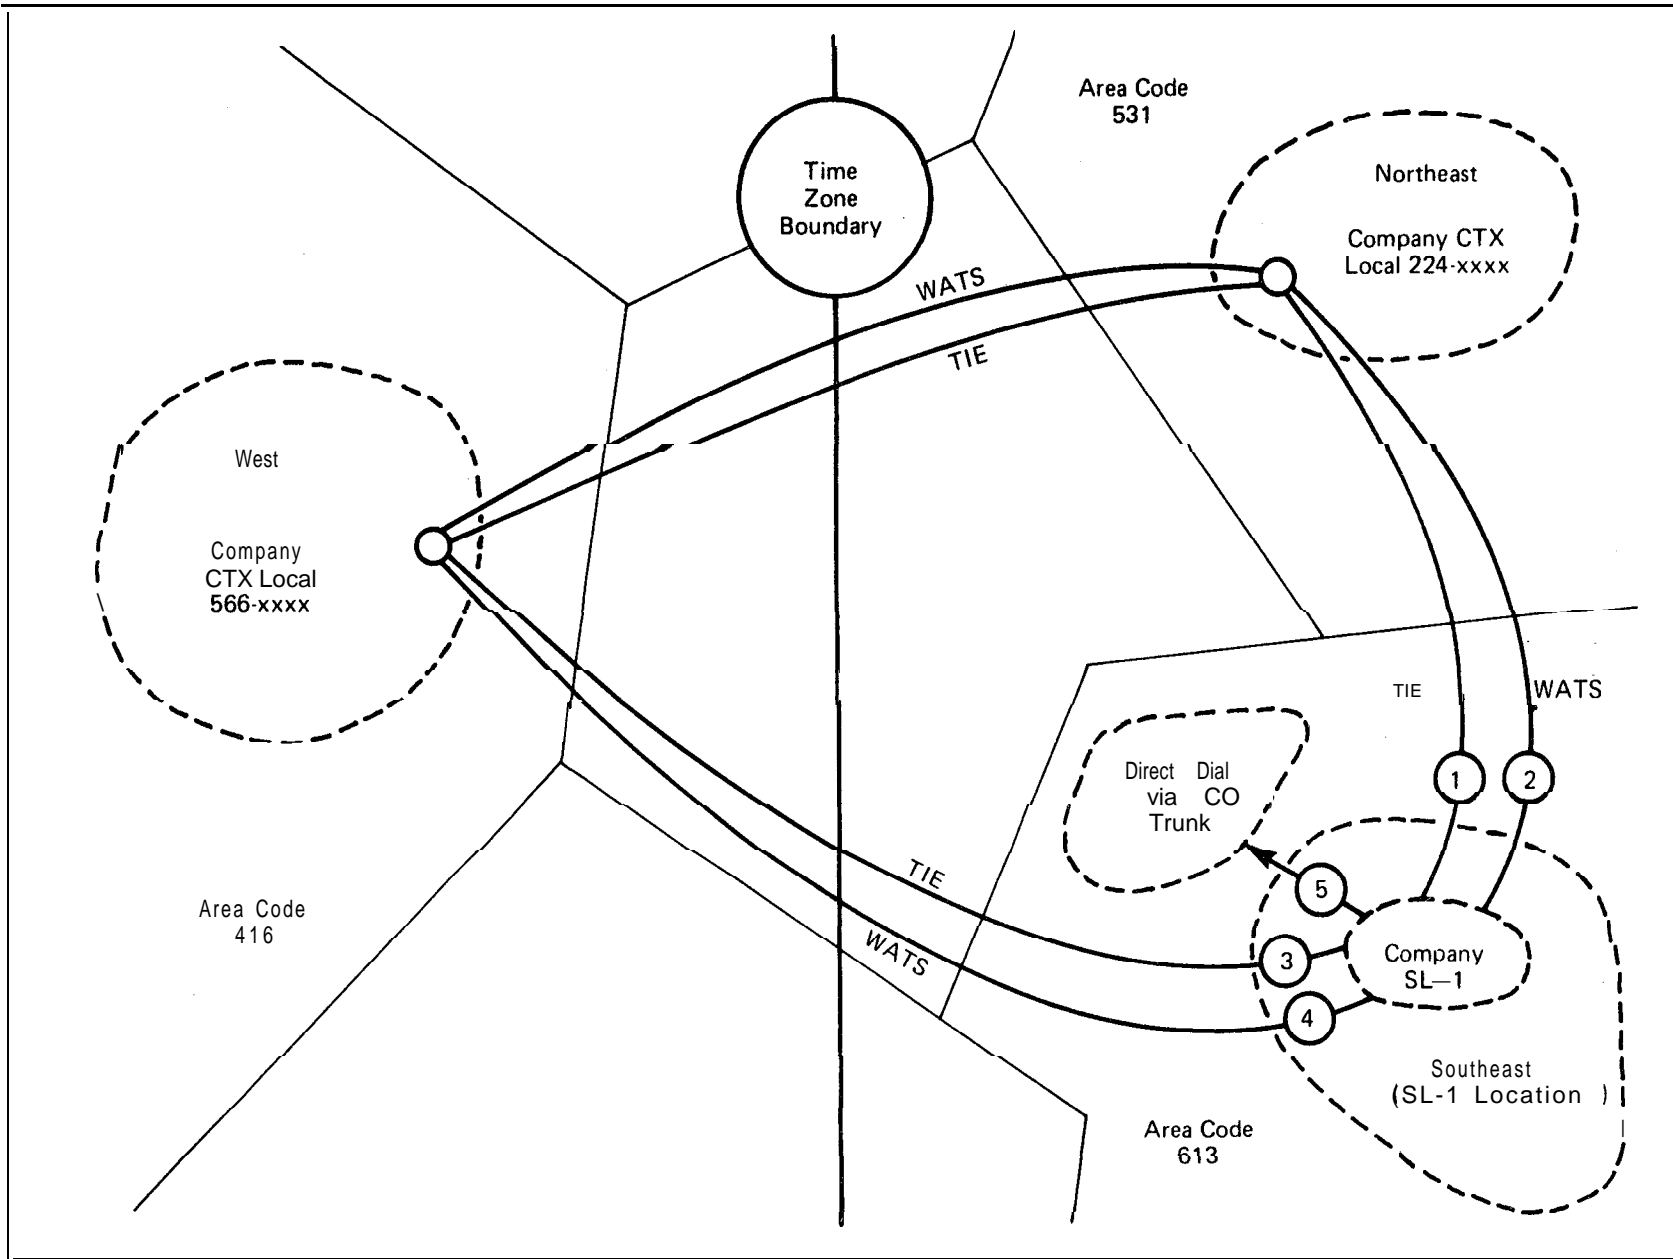 Area Code
531
Time
Zone
Boundary
Northeast
Company CTX
Local 224-xxxx
WATS
TIE
West
Company
CTX Local
566-xxxx
TIE
WATS
Direct Dial
via CO
Trunk
1
2
5
TIE
WATS
3
4
Company
SL—1
Area Code
416
Southeast
(SL-1 Location )
Area Code
613